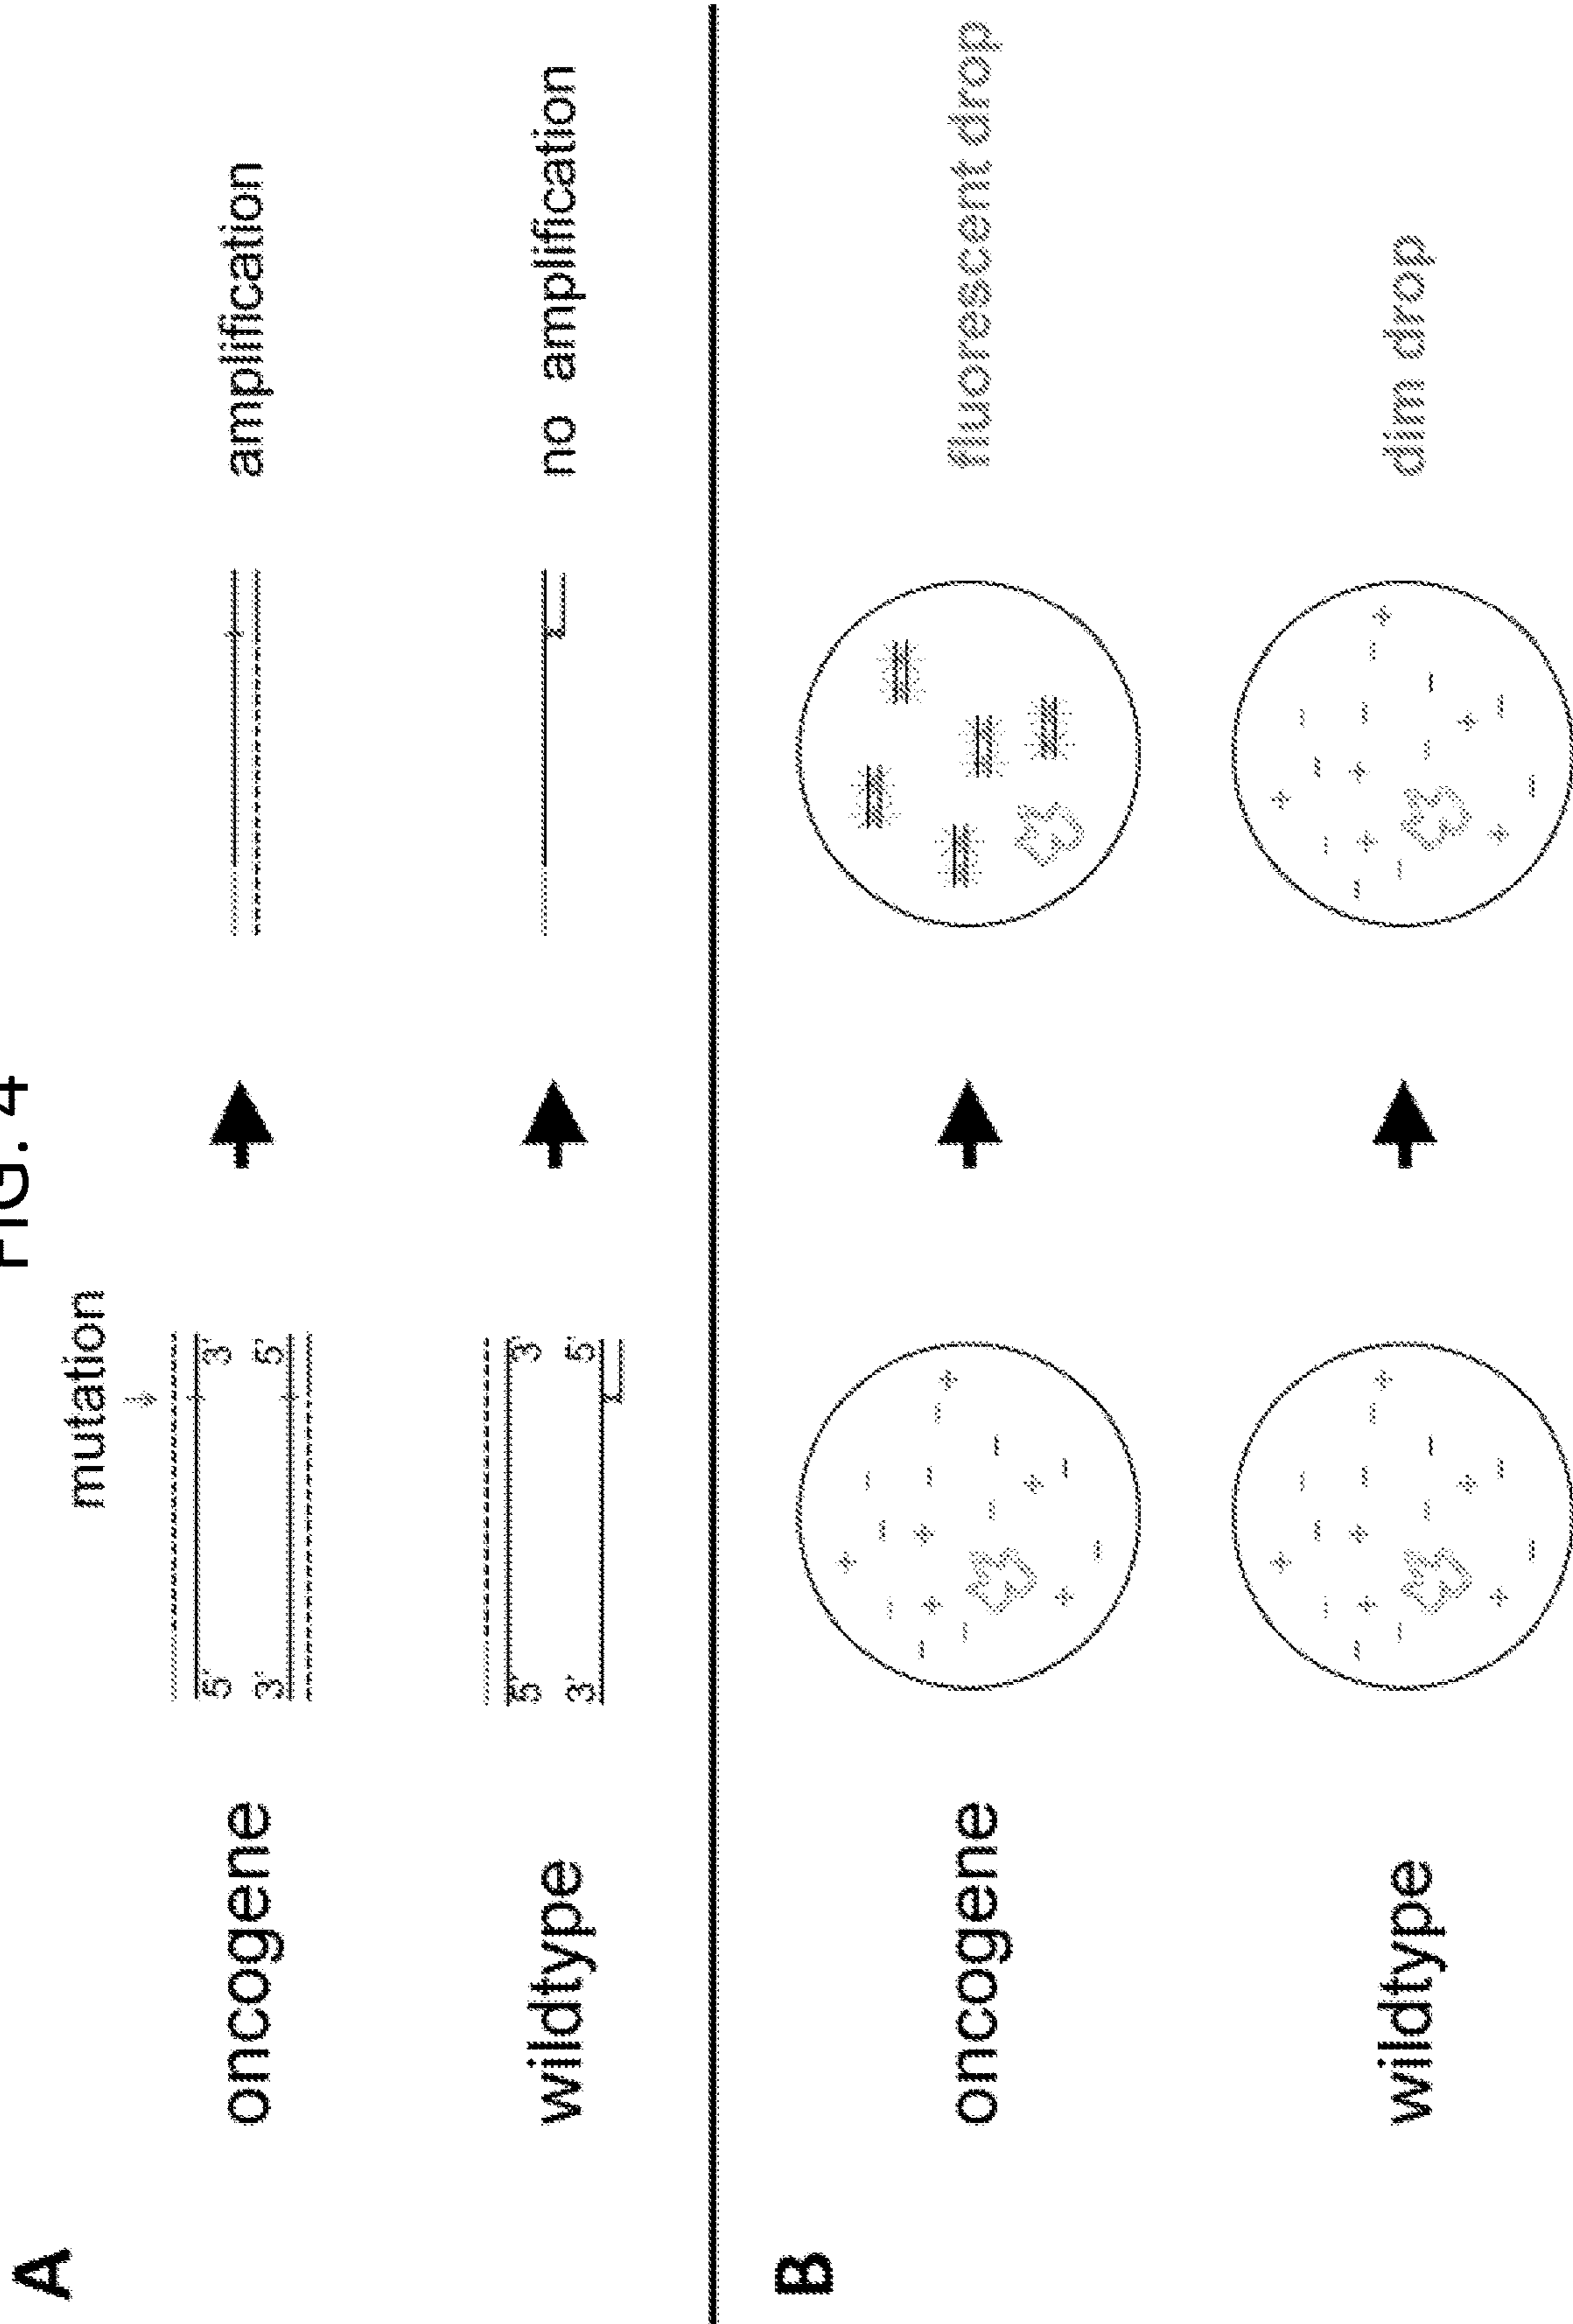 FIG. 4
A
mutation
oncogene
5' 3'
3' 5'
amplification
wildtype
5' 3'
3' 5'
no amplification
B
oncogene
fluorescent drop
wildtype
dim drop